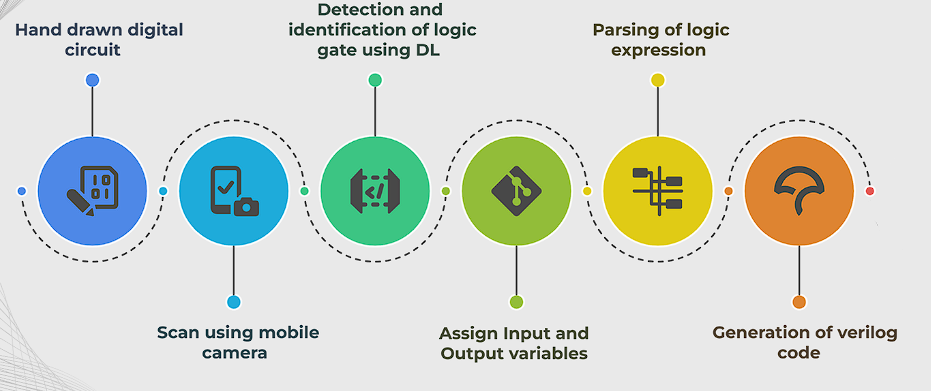 Hand drawn digital
circuit
Scan using mobile
camera
Detection and
identification of logic
gate using DL
Assign Input and
Output variables
Parsing of logic
expression
Generation of verilog
code